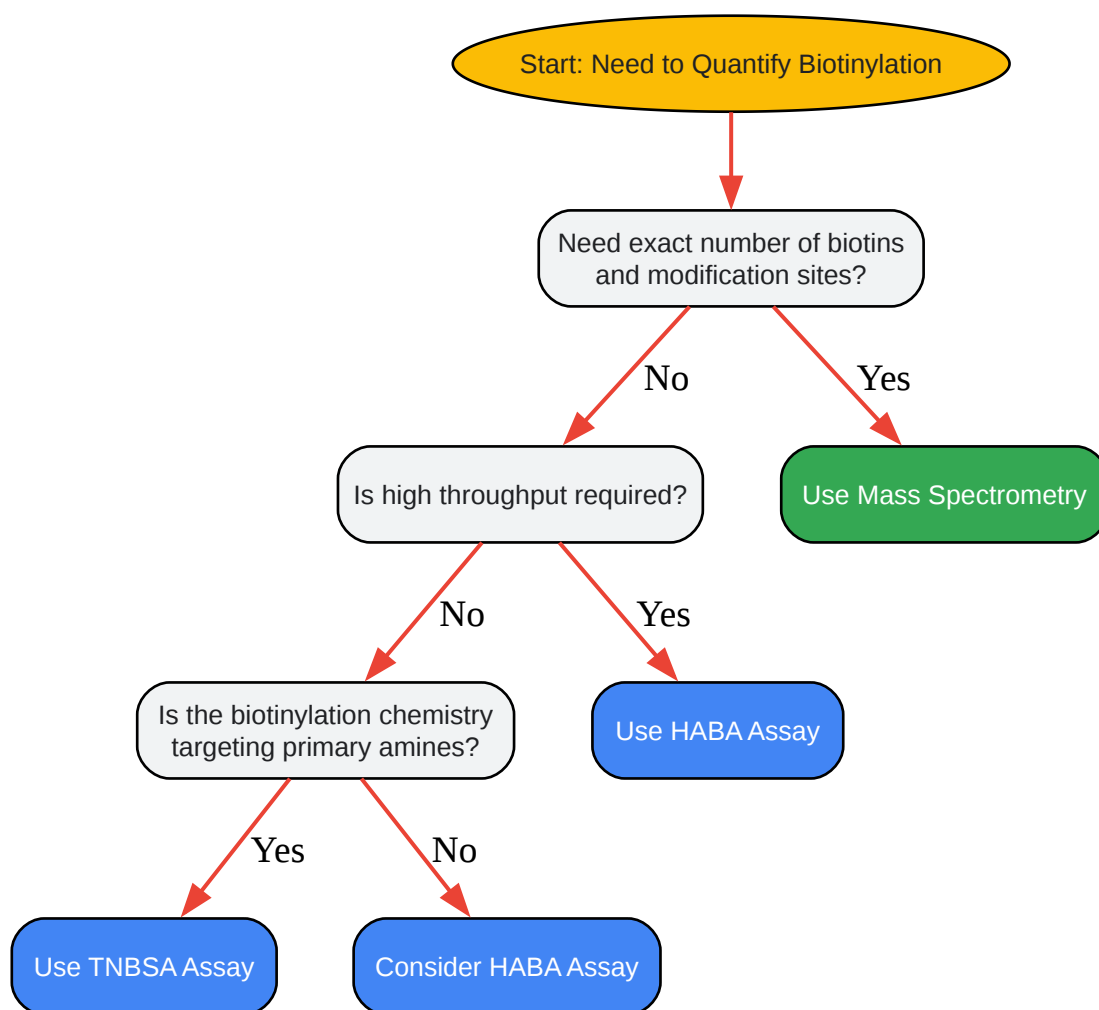 Start: Need to Quantify Biotinylation
Need exact number of biotins
and modification sites?
No
Yes
Is high throughput required?
Use Mass Spectrometry
No
Yes
Is the biotinylation chemistry
targeting primary amines?
Use HABA Assay
Yes
No
Use TNBSA Assay
Consider HABA Assay